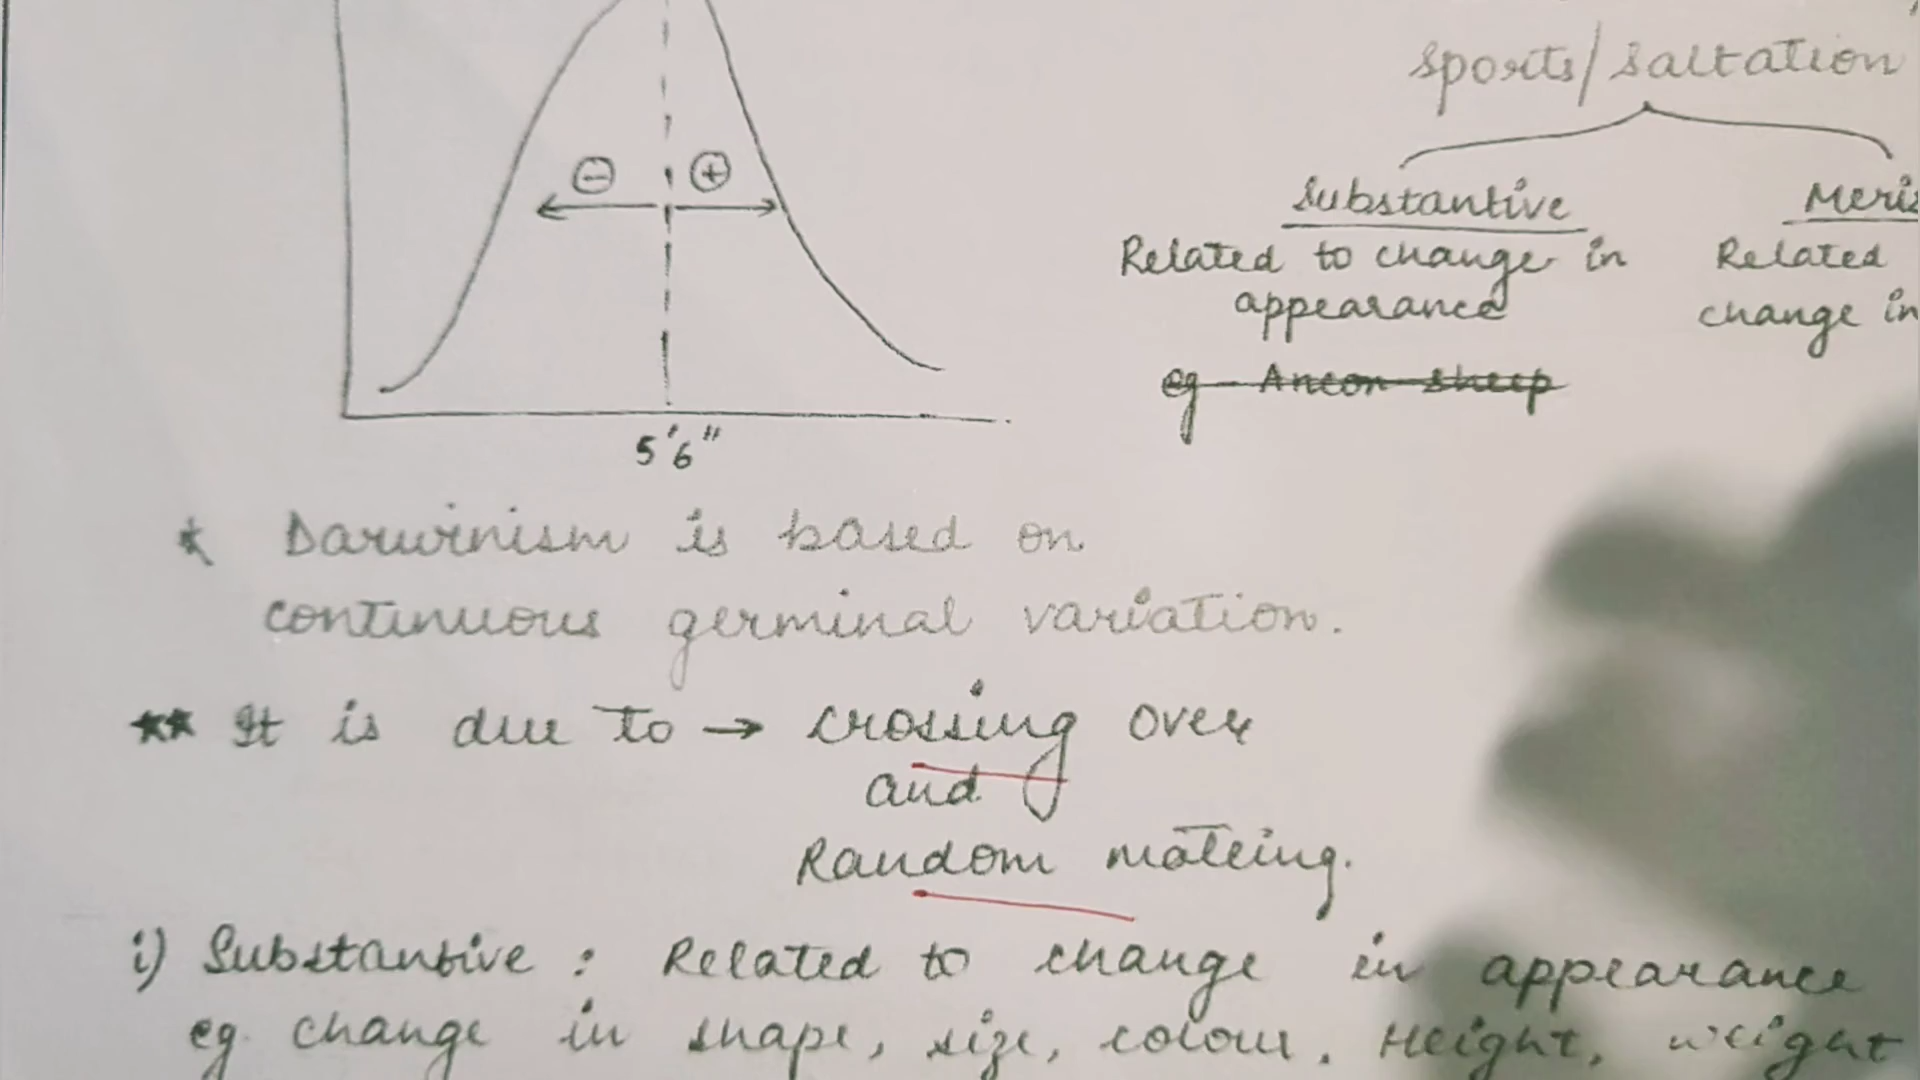 sports/saltation
Substantive
Related to change in
appearance
eg Ancon sheep
Related
change in
⊖ ⊕
5'6"
* Darwinism is based on
continuous germinal variation.
** It is due to → crossing over
and
Random mateing.
i) Substantive : Related to change in appearance
eg. change in shape, size, colour. Height, weight